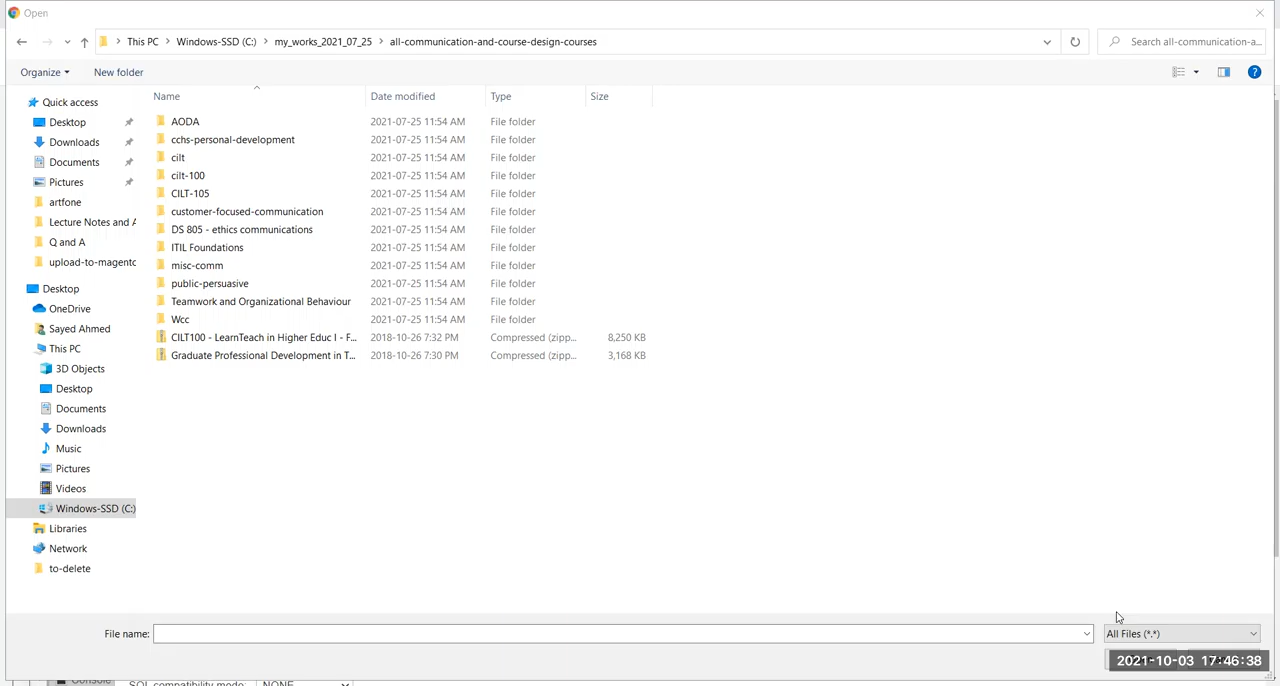 Open
This PC > Windows-SSD (C:) > my_works_2021_07_25 > all-communication-and-course-design-courses
Search all-communication-a...
Organize
New folder
Name Date modified Type Size
AODA 2021-07-25 11:54 AM File folder
cchs-personal-development 2021-07-25 11:54 AM File folder
cilt 2021-07-25 11:54 AM File folder
cilt-100 2021-07-25 11:54 AM File folder
CILT-105 2021-07-25 11:54 AM File folder
customer-focused-communication 2021-07-25 11:54 AM File folder
DS 805 - ethics communications 2021-07-25 11:54 AM File folder
ITIL Foundations 2021-07-25 11:54 AM File folder
misc-comm 2021-07-25 11:54 AM File folder
public-persuasive 2021-07-25 11:54 AM File folder
Teamwork and Organizational Behaviour 2021-07-25 11:54 AM File folder
Wcc 2021-07-25 11:54 AM File folder
CILT100 - LearnTeach in Higher Educ I - F... 2018-10-26 7:32 PM Compressed (zipp... 8,250 KB
Graduate Professional Development in T... 2018-10-26 7:30 PM Compressed (zipp... 3,168 KB
Quick access
Desktop
Downloads
Documents
Pictures
artfone
Lecture Notes and A
Q and A
upload-to-magento
Desktop
OneDrive
Sayed Ahmed
This PC
3D Objects
Desktop
Documents
Downloads
Music
Pictures
Videos
Windows-SSD (C:)
Libraries
Network
to-delete
File name:
All Files (*.*)
2021-10-03 17:46:38
Console
SQL compatibility mode: NONE